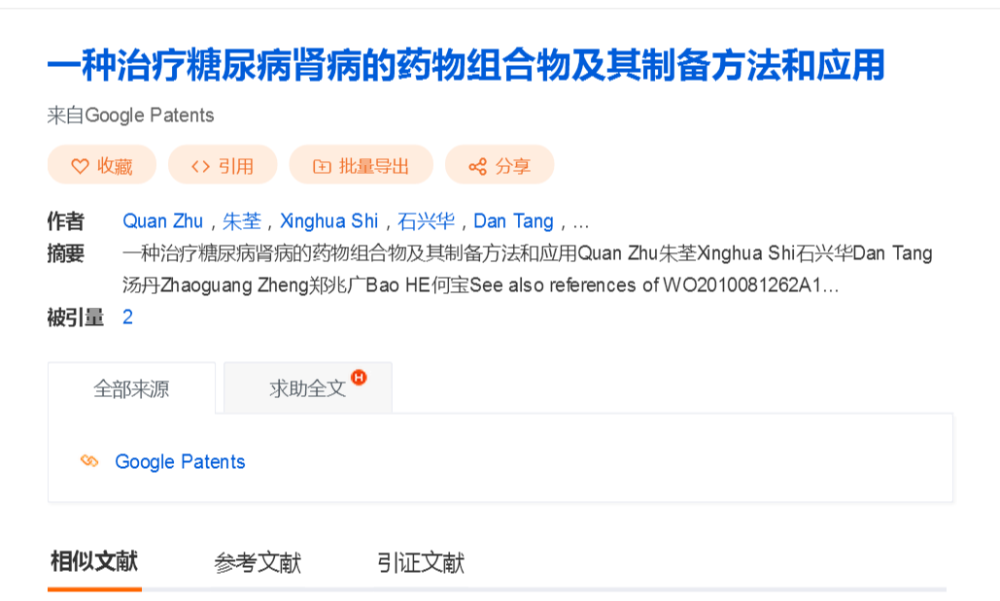 一种治疗糖尿病肾病的药物组合物及其制备方法和应用
来自Google Patents
收藏 引用 批量导出 分享
作者 Quan Zhu，朱荃，Xinghua Shi，石兴华，Dan Tang，...
摘要 一种治疗糖尿病肾病的药物组合物及其制备方法和应用Quan Zhu朱荃Xinghua Shi石兴华Dan Tang
汤丹Zhaoguang Zheng郑兆广Bao HE何宝See also references of WO2010081262A1...
被引量 2
全部来源 求助全文 H
Google Patents
相似文献 参考文献 引证文献